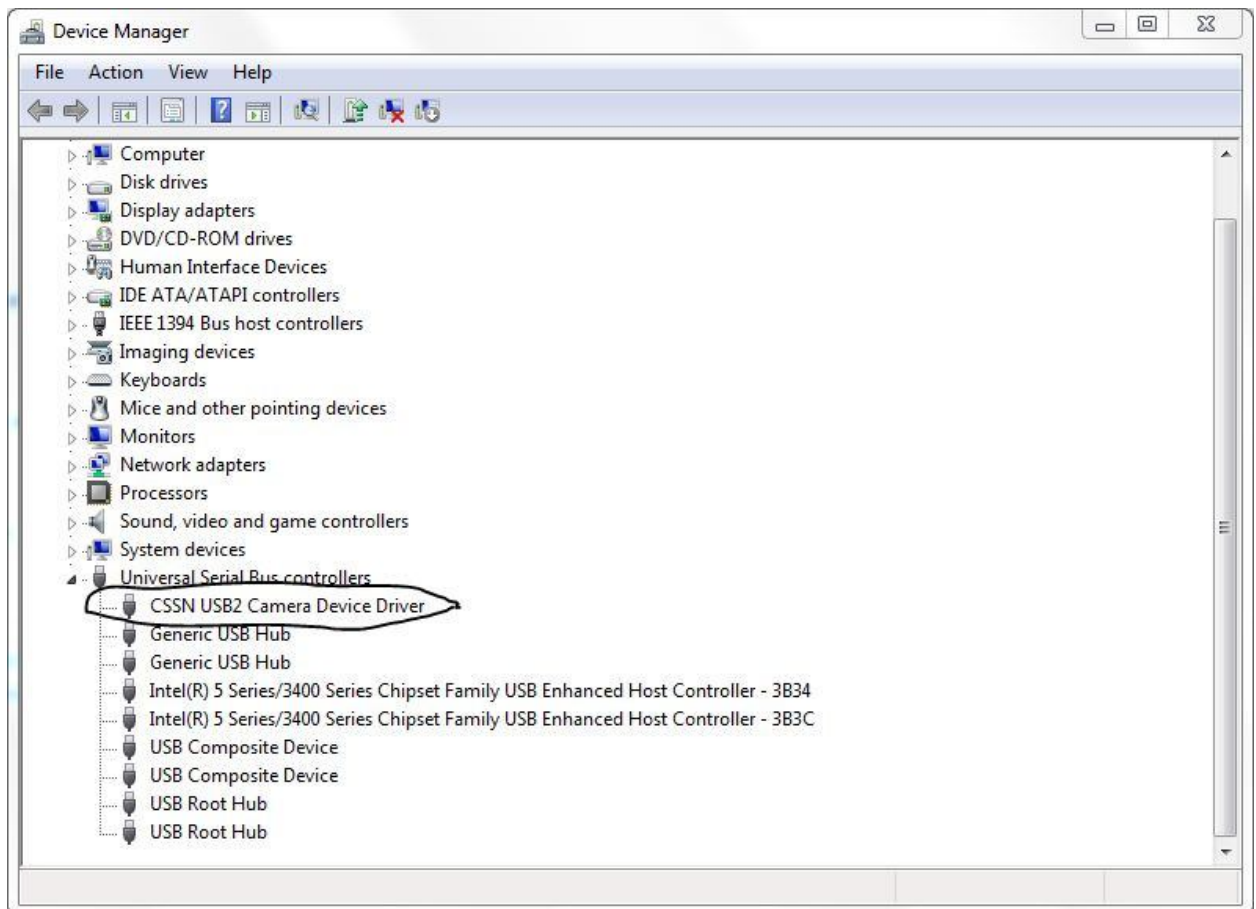 Device Manager
File Action View Help
Computer
Disk drives
Display adapters
DVD/CD-ROM drives
Human Interface Devices
IDE ATA/ATAPI controllers
IEEE 1394 Bus host controllers
Imaging devices
Keyboards
Mice and other pointing devices
Monitors
Network adapters
Processors
Sound, video and game controllers
System devices
Universal Serial Bus controllers
CSSN USB2 Camera Device Driver
Generic USB Hub
Generic USB Hub
Intel(R) 5 Series/3400 Series Chipset Family USB Enhanced Host Controller - 3B34
Intel(R) 5 Series/3400 Series Chipset Family USB Enhanced Host Controller - 3B3C
USB Composite Device
USB Composite Device
USB Root Hub
USB Root Hub